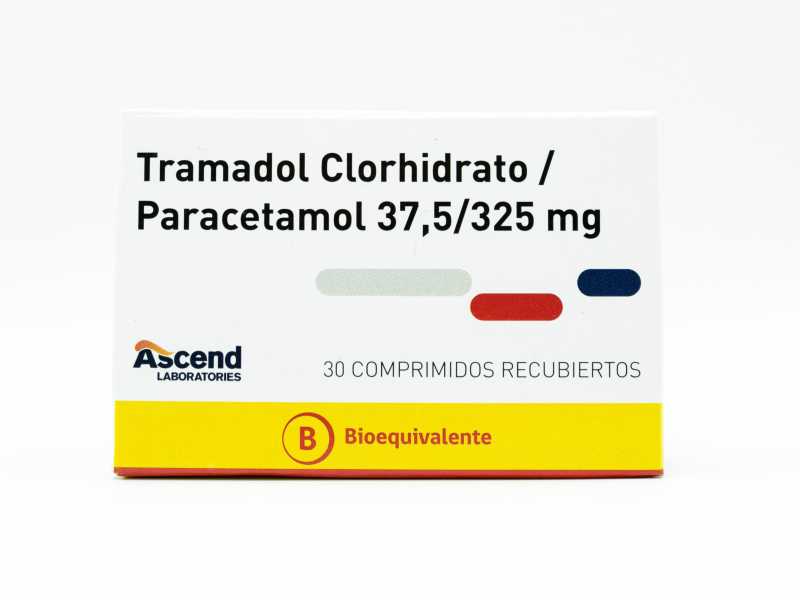 Tramadol Clorhidrato /
Paracetamol 37,5/325 mg
Ascend
LABORATORIES
30 COMPRIMIDOS RECUBIERTOS
B Bioequivalente